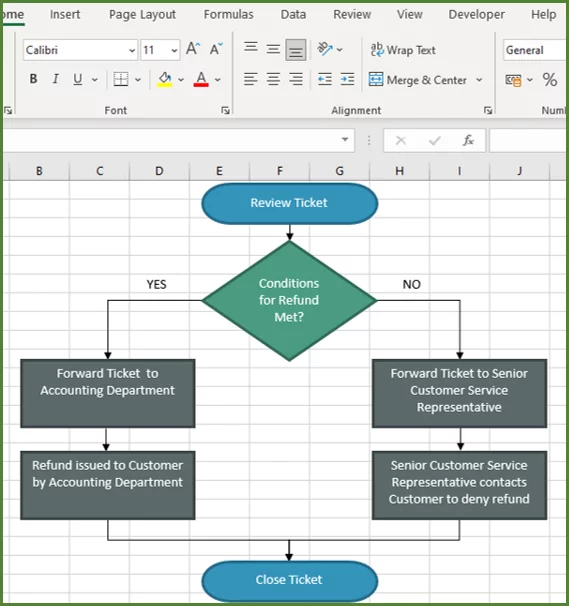 ome Insert Page Layout Formulas Data Review View Developer Help
Calibri 11 A A ab Wrap Text General
B I U A Merge & Center %
Font Alignment Num
fx
B C D E F G H I J
Review Ticket
YES
Conditions
for Refund
Met?
NO
Forward Ticket to
Accounting Department
Forward Ticket to Senior
Customer Service
Representative
Refund issued to Customer
by Accounting Department
Senior Customer Service
Representative contacts
Customer to deny refund
Close Ticket